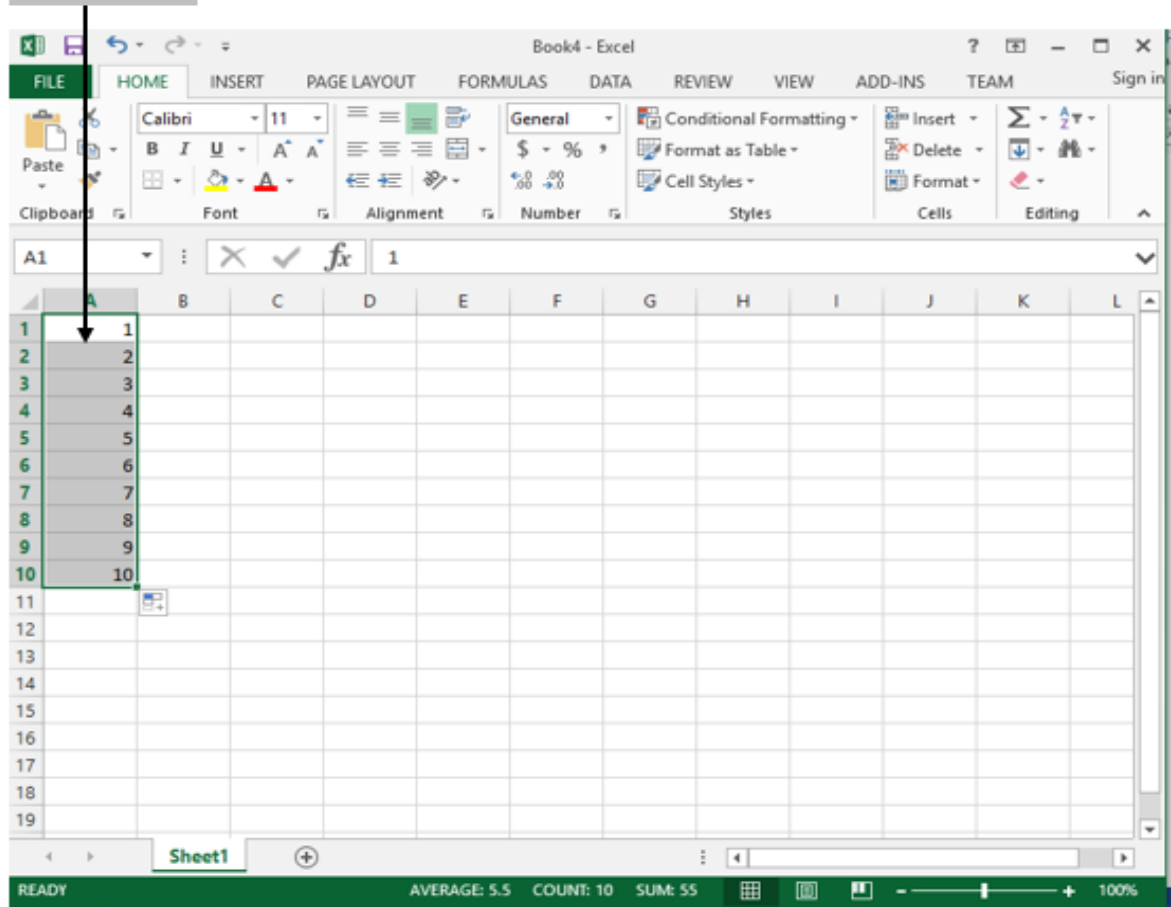 Book4 - Excel
?
FILE HOME INSERT PAGE LAYOUT FORMULAS DATA REVIEW VIEW ADD-INS TEAM Sign in
Paste
Calibri 11
B I U A A
A
General
$ % ,
Conditional Formatting
Format as Table
Cell Styles
Insert
Delete
Format
Clipboard Font Alignment Number Styles Cells Editing
A1 fx 1
A B C D E F G H I J K L
1 1
2 2
3 3
4 4
5 5
6 6
7 7
8 8
9 9
10 10
11
12
13
14
15
16
17
18
19
Sheet1
READY AVERAGE: 5.5 COUNT: 10 SUM: 55 100%